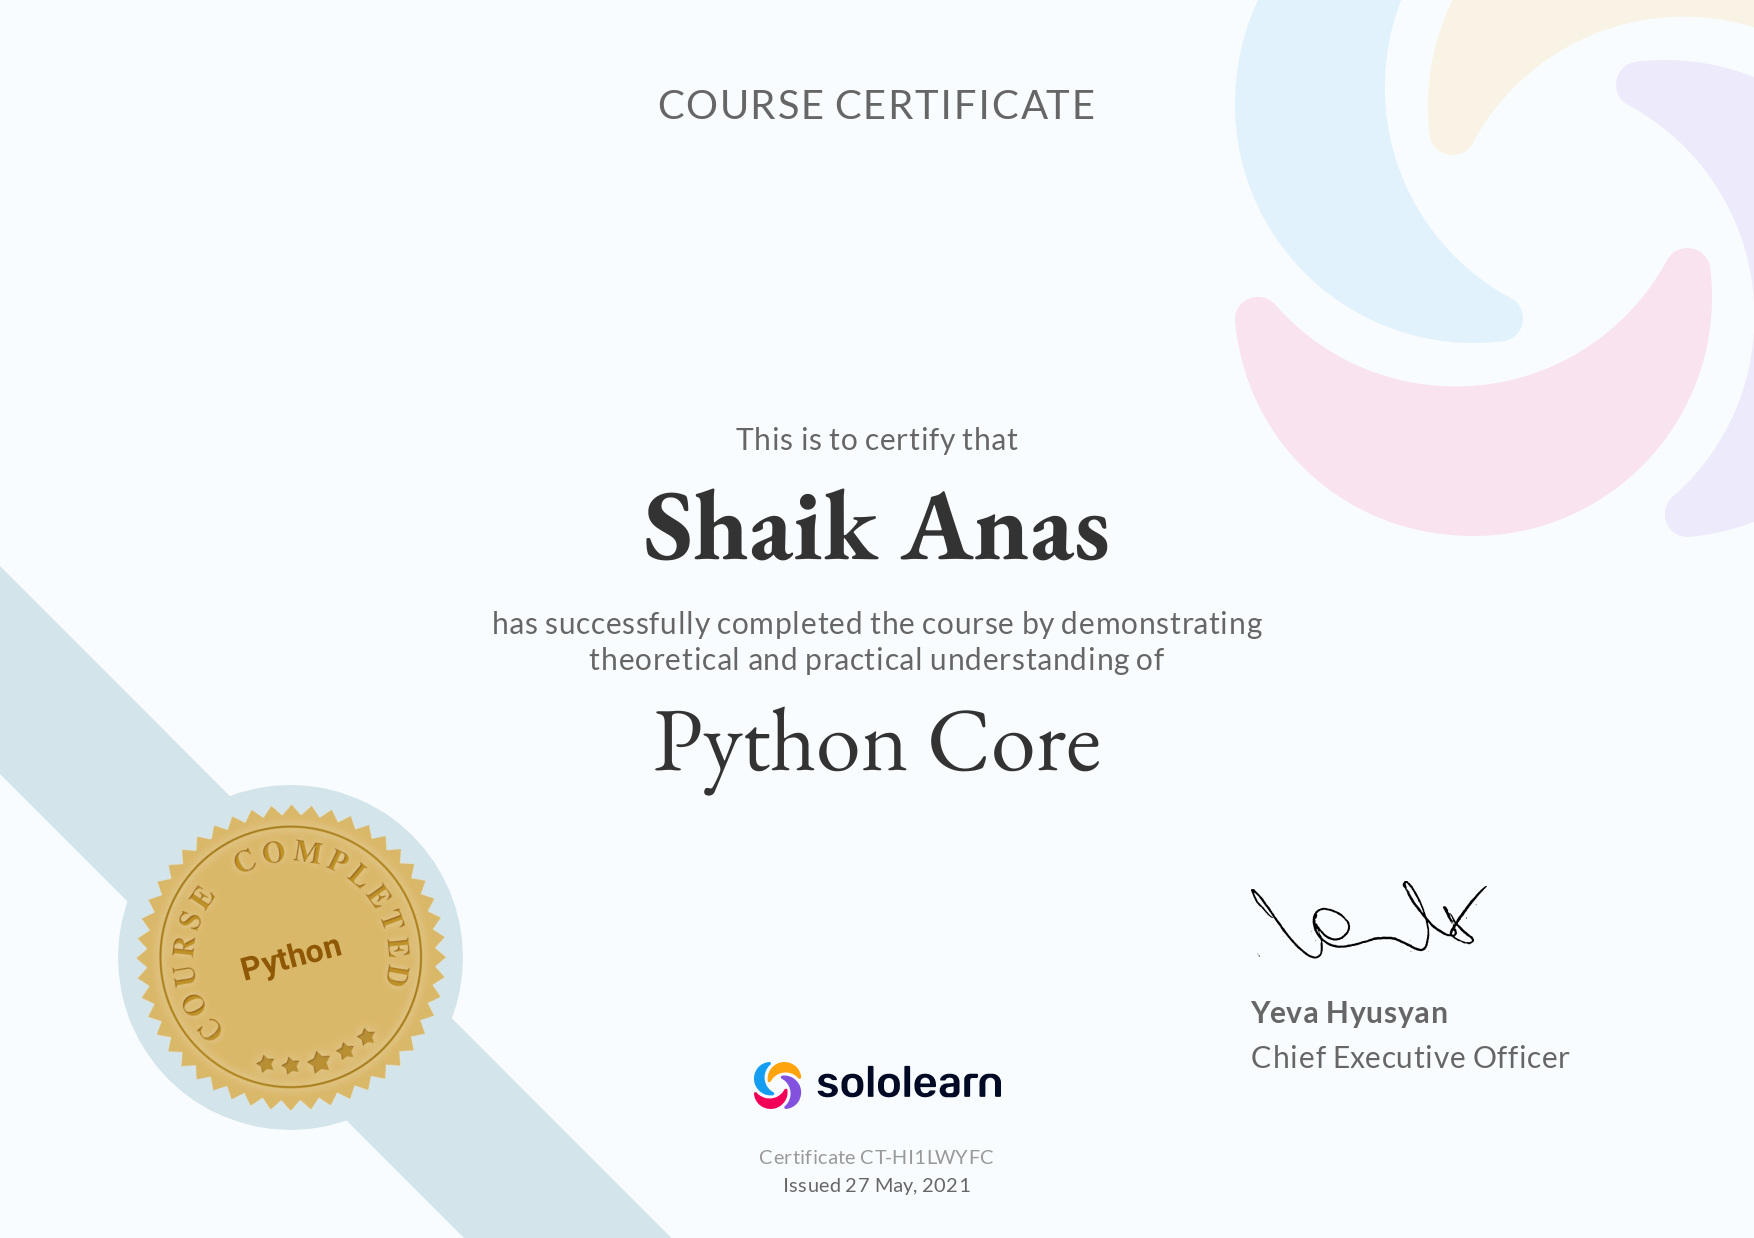 COURSE CERTIFICATE
This is to certify that
Shaik Anas
has successfully completed the course by demonstrating
theoretical and practical understanding of
Python Core
COURSE COMPLETED
Python
Yeva Hyusyan
Chief Executive Officer
sololearn
Certificate CT-HI1LWYFC
Issued 27 May, 2021